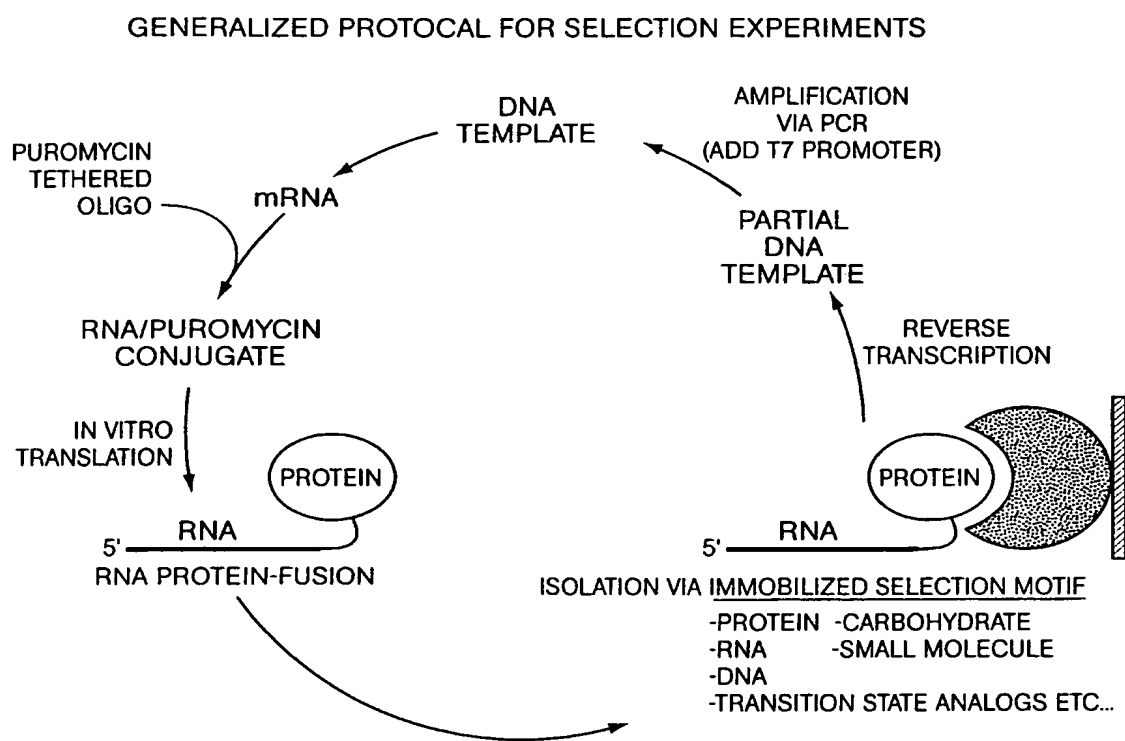 GENERALIZED PROTOCAL FOR SELECTION EXPERIMENTS
DNA
TEMPLATE
AMPLIFICATION
VIA PCR
(ADD T7 PROMOTER)
PUROMYCIN
TETHERED
OLIGO
mRNA
PARTIAL
DNA
TEMPLATE
RNA/PUROMYCIN
CONJUGATE
REVERSE
TRANSCRIPTION
IN VITRO
TRANSLATION
PROTEIN
RNA
5'
RNA PROTEIN-FUSION
PROTEIN
RNA
5'
ISOLATION VIA IMMOBILIZED SELECTION MOTIF
-PROTEIN -CARBOHYDRATE
-RNA -SMALL MOLECULE
-DNA
-TRANSITION STATE ANALOGS ETC...